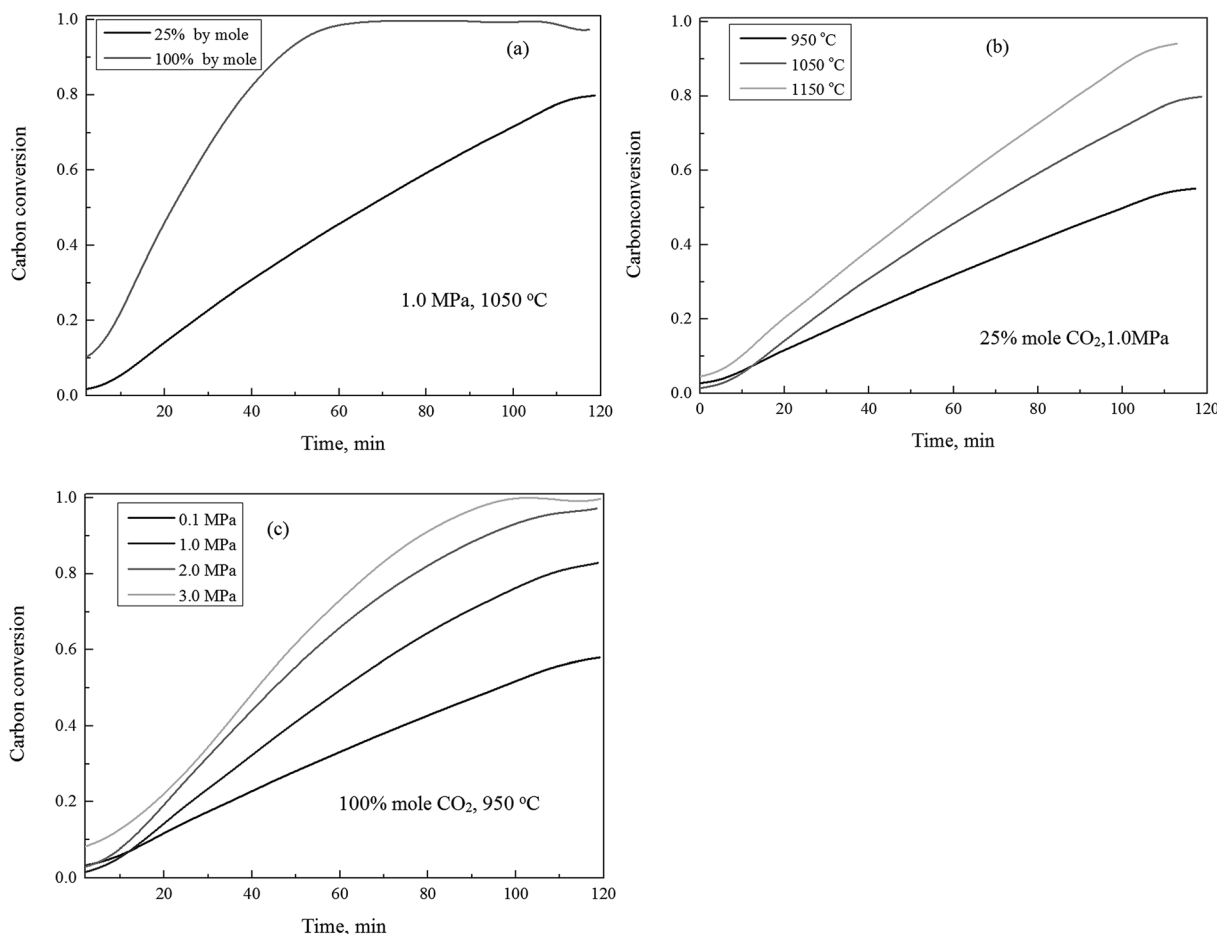 (a)
25% by mole
100% by mole
Carbon conversion
1.0
0.8
0.6
0.4
0.2
0.0
1.0 MPa, 1050 °C
20 40 60 80 100 120
Time, min
(b)
950 °C
1050 °C
1150 °C
Carbonconversion
1.0
0.8
0.6
0.4
0.2
0.0
25% mole CO₂,1.0MPa
0 20 40 60 80 100 120
Time, min
(c)
0.1 MPa
1.0 MPa
2.0 MPa
3.0 MPa
Carbon conversion
1.0
0.8
0.6
0.4
0.2
0.0
100% mole CO₂, 950 °C
20 40 60 80 100 120
Time, min